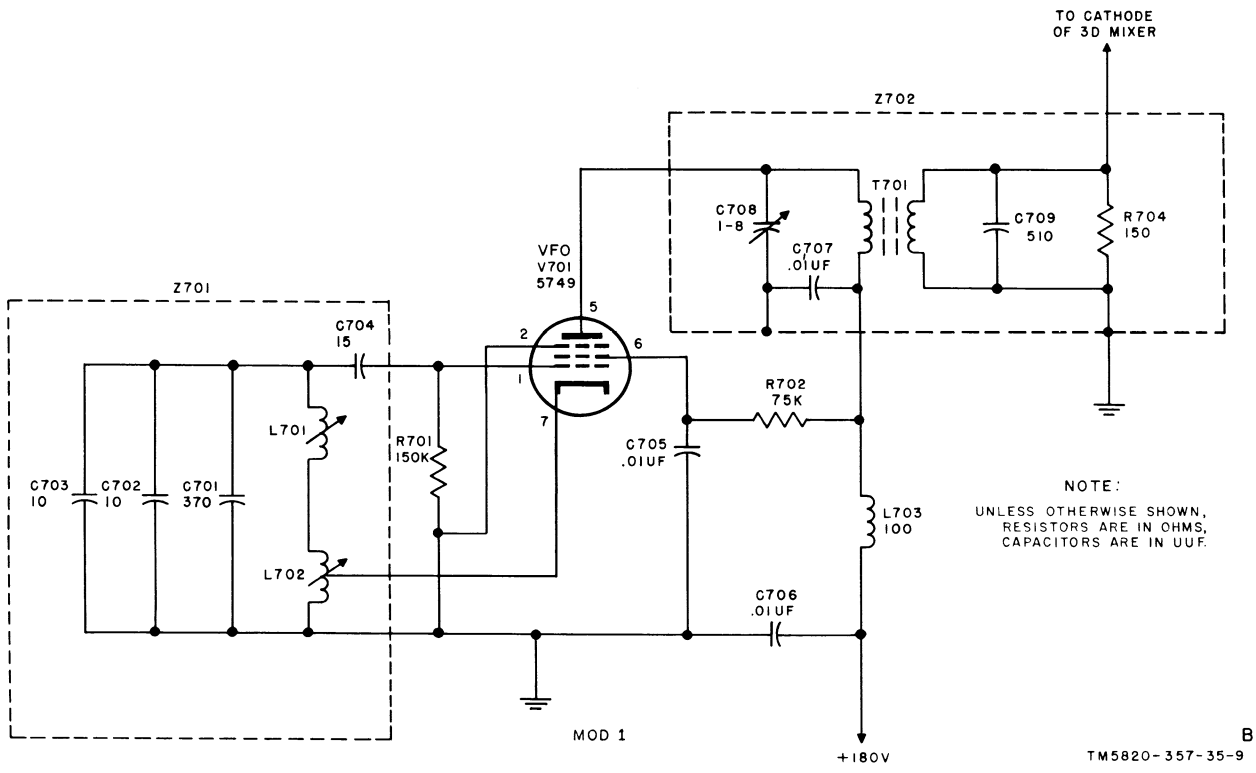 TO CATHODE
OF 3D MIXER
Z702
T701
C708
1-8
C707
.01UF
C709
510
R704
150
VFO
V701
5749
Z701
5
2
6
1
7
C704
15
R702
75K
L701
R701
150K
C705
.01UF
C703
10
C702
10
C701
370
L702
L703
100
NOTE:
UNLESS OTHERWISE SHOWN,
RESISTORS ARE IN OHMS,
CAPACITORS ARE IN UUF.
C706
.01UF
MOD 1
+180V
B
TM5820-357-35-9